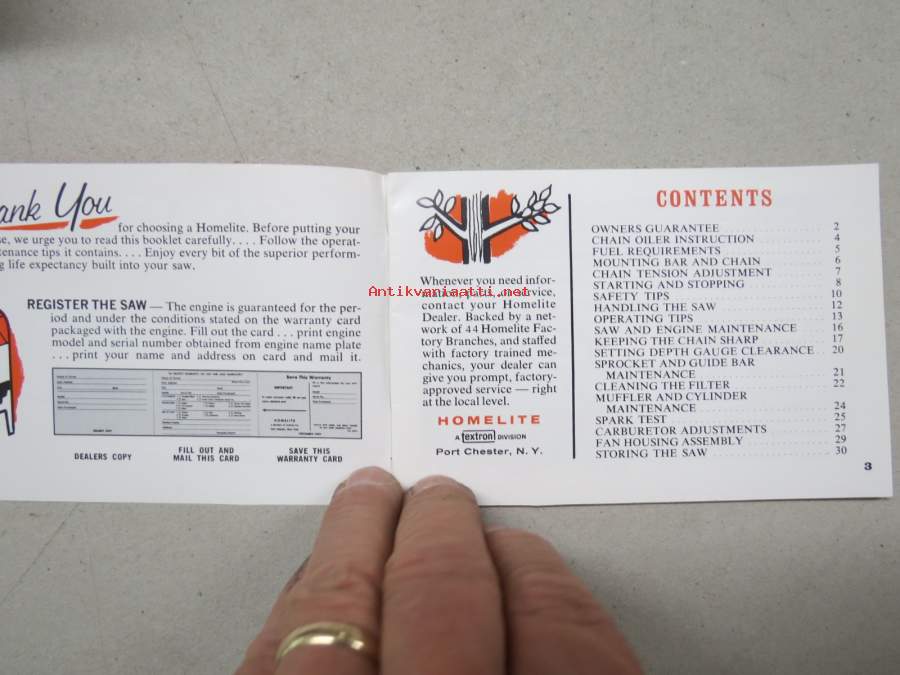 ank You
for choosing a Homelite. Before putting your
se, we urge you to read this booklet carefully. . . . Follow the operat-
tenance tips it contains. . . . Enjoy every bit of the superior perform-
g life expectancy built into your saw.
REGISTER THE SAW — The engine is guaranteed for the per-
iod and under the conditions stated on the warranty card
packaged with the engine. Fill out the card . . . print engine
model and serial number obtained from engine name plate
. . . print your name and address on card and mail it.
Save This Warranty
IMPORTANT
HOMELITE
DEALERS COPY
FILL OUT AND
MAIL THIS CARD
SAVE THIS
WARRANTY CARD
Antikvariaatti.net
Whenever you need infor-
mation, parts, or service,
contact your Homelite
Dealer. Backed by a net-
work of 44 Homelite Fac-
tory Branches, and staffed
with factory trained me-
chanics, your dealer can
give you prompt, factory-
approved service — right
at the local level.
HOMELITE
A textron DIVISION
Port Chester, N. Y.
CONTENTS
OWNERS GUARANTEE 2
CHAIN OILER INSTRUCTION 4
FUEL REQUIREMENTS 5
MOUNTING BAR AND CHAIN 6
CHAIN TENSION ADJUSTMENT 7
STARTING AND STOPPING 8
SAFETY TIPS 10
HANDLING THE SAW 12
OPERATING TIPS 13
SAW AND ENGINE MAINTENANCE 16
KEEPING THE CHAIN SHARP 17
SETTING DEPTH GAUGE CLEARANCE 20
SPROCKET AND GUIDE BAR
MAINTENANCE 21
CLEANING THE FILTER 22
MUFFLER AND CYLINDER
MAINTENANCE 24
SPARK TEST 25
CARBURETOR ADJUSTMENTS 27
FAN HOUSING ASSEMBLY 29
STORING THE SAW 30
3